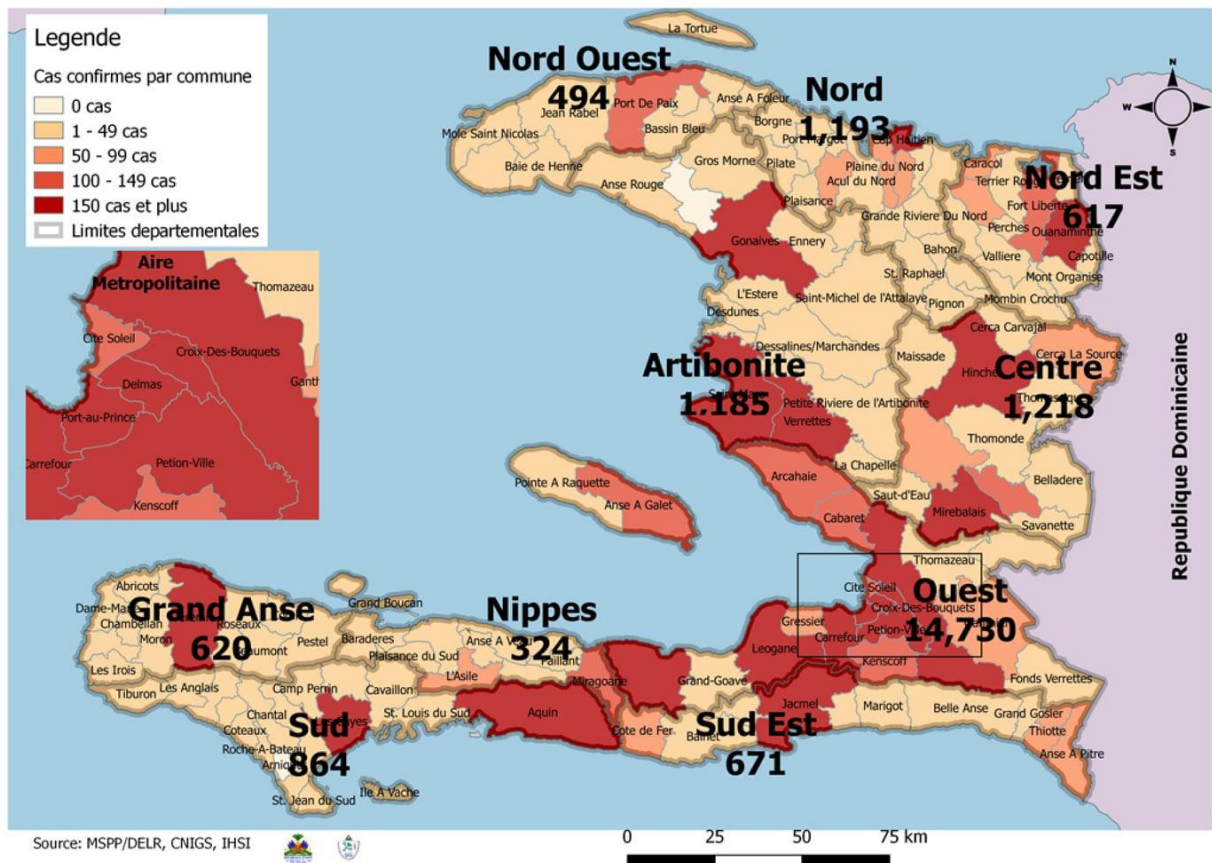 Legende
Cas confirmes par commune
0 cas
1 - 49 cas
50 - 99 cas
100 - 149 cas
150 cas et plus
Limites departementales
Aire
Metropolitaine
Thomazeau
Cite Soleil
Croix-Des-Bouquets
Delmas
Port-au-Prince
Carrefour
Petion-Ville
Kenscoff
La Tortue
Nord Ouest
494
Port De Paix
Jean Rabel
Anse A Foleur
Mole Saint Nicolas
Bassin Bleu
Baie de Henne
Nord
1,193
Borgne
Cap Haitien
Pilate
Plaine du Nord
Acul du Nord
Plaisance
Grande Riviere Du Nord
Bahon
St. Raphael
Pignon
Nord Est
617
Caracol
Fort Liberte
Perches
Ouanaminthe
Capotille
Valliere
Mont Organise
Mombin Crochu
Gros Morne
Anse Rouge
Gonaives
Ennery
L'Estere
Saint-Michel de l'Attalaye
Desdunes
Dessalines/Marchandes
Artibonite
1.185
Petite Riviere de l'Artibonite
Verrettes
La Chapelle
Cerca Carvajal
Maissade
Cerca La Source
Centre
1,218
Thomonde
Belladere
Saut-d'Eau
Mirebalais
Savanette
Republique Dominicaine
Arcahaie
Cabaret
Pointe A Raquette
Anse A Galet
Thomazeau
Cite Soleil
Ouest
14,730
Croix-Des-Bouquets
Gressier
Carrefour
Leogane
Kenscoff
Grand-Goave
Fonds Verrettes
Abricots
Grand Anse
620
Moron
Pestel
Les Irois
Grand Boucan
Nippes
324
Baraderes
Plaisance du Sud
Paillant
L'Asile
Miragoane
Tiburon
Les Anglais
Camp Perrin
Cavaillon
St. Louis du Sud
Aquin
Chantal
Coteaux
Sud
864
Roche-A-Bateau
St. Jean du Sud
Ile A Vache
Sud Est
671
Cote de Fer
Jacmel
Marigot
Belle Anse
Grand Gosier
Thiotte
Anse A Pitre
N
W
E
S
Source: MSPP/DELR, CNIGS, IHSI
0 25 50 75 km